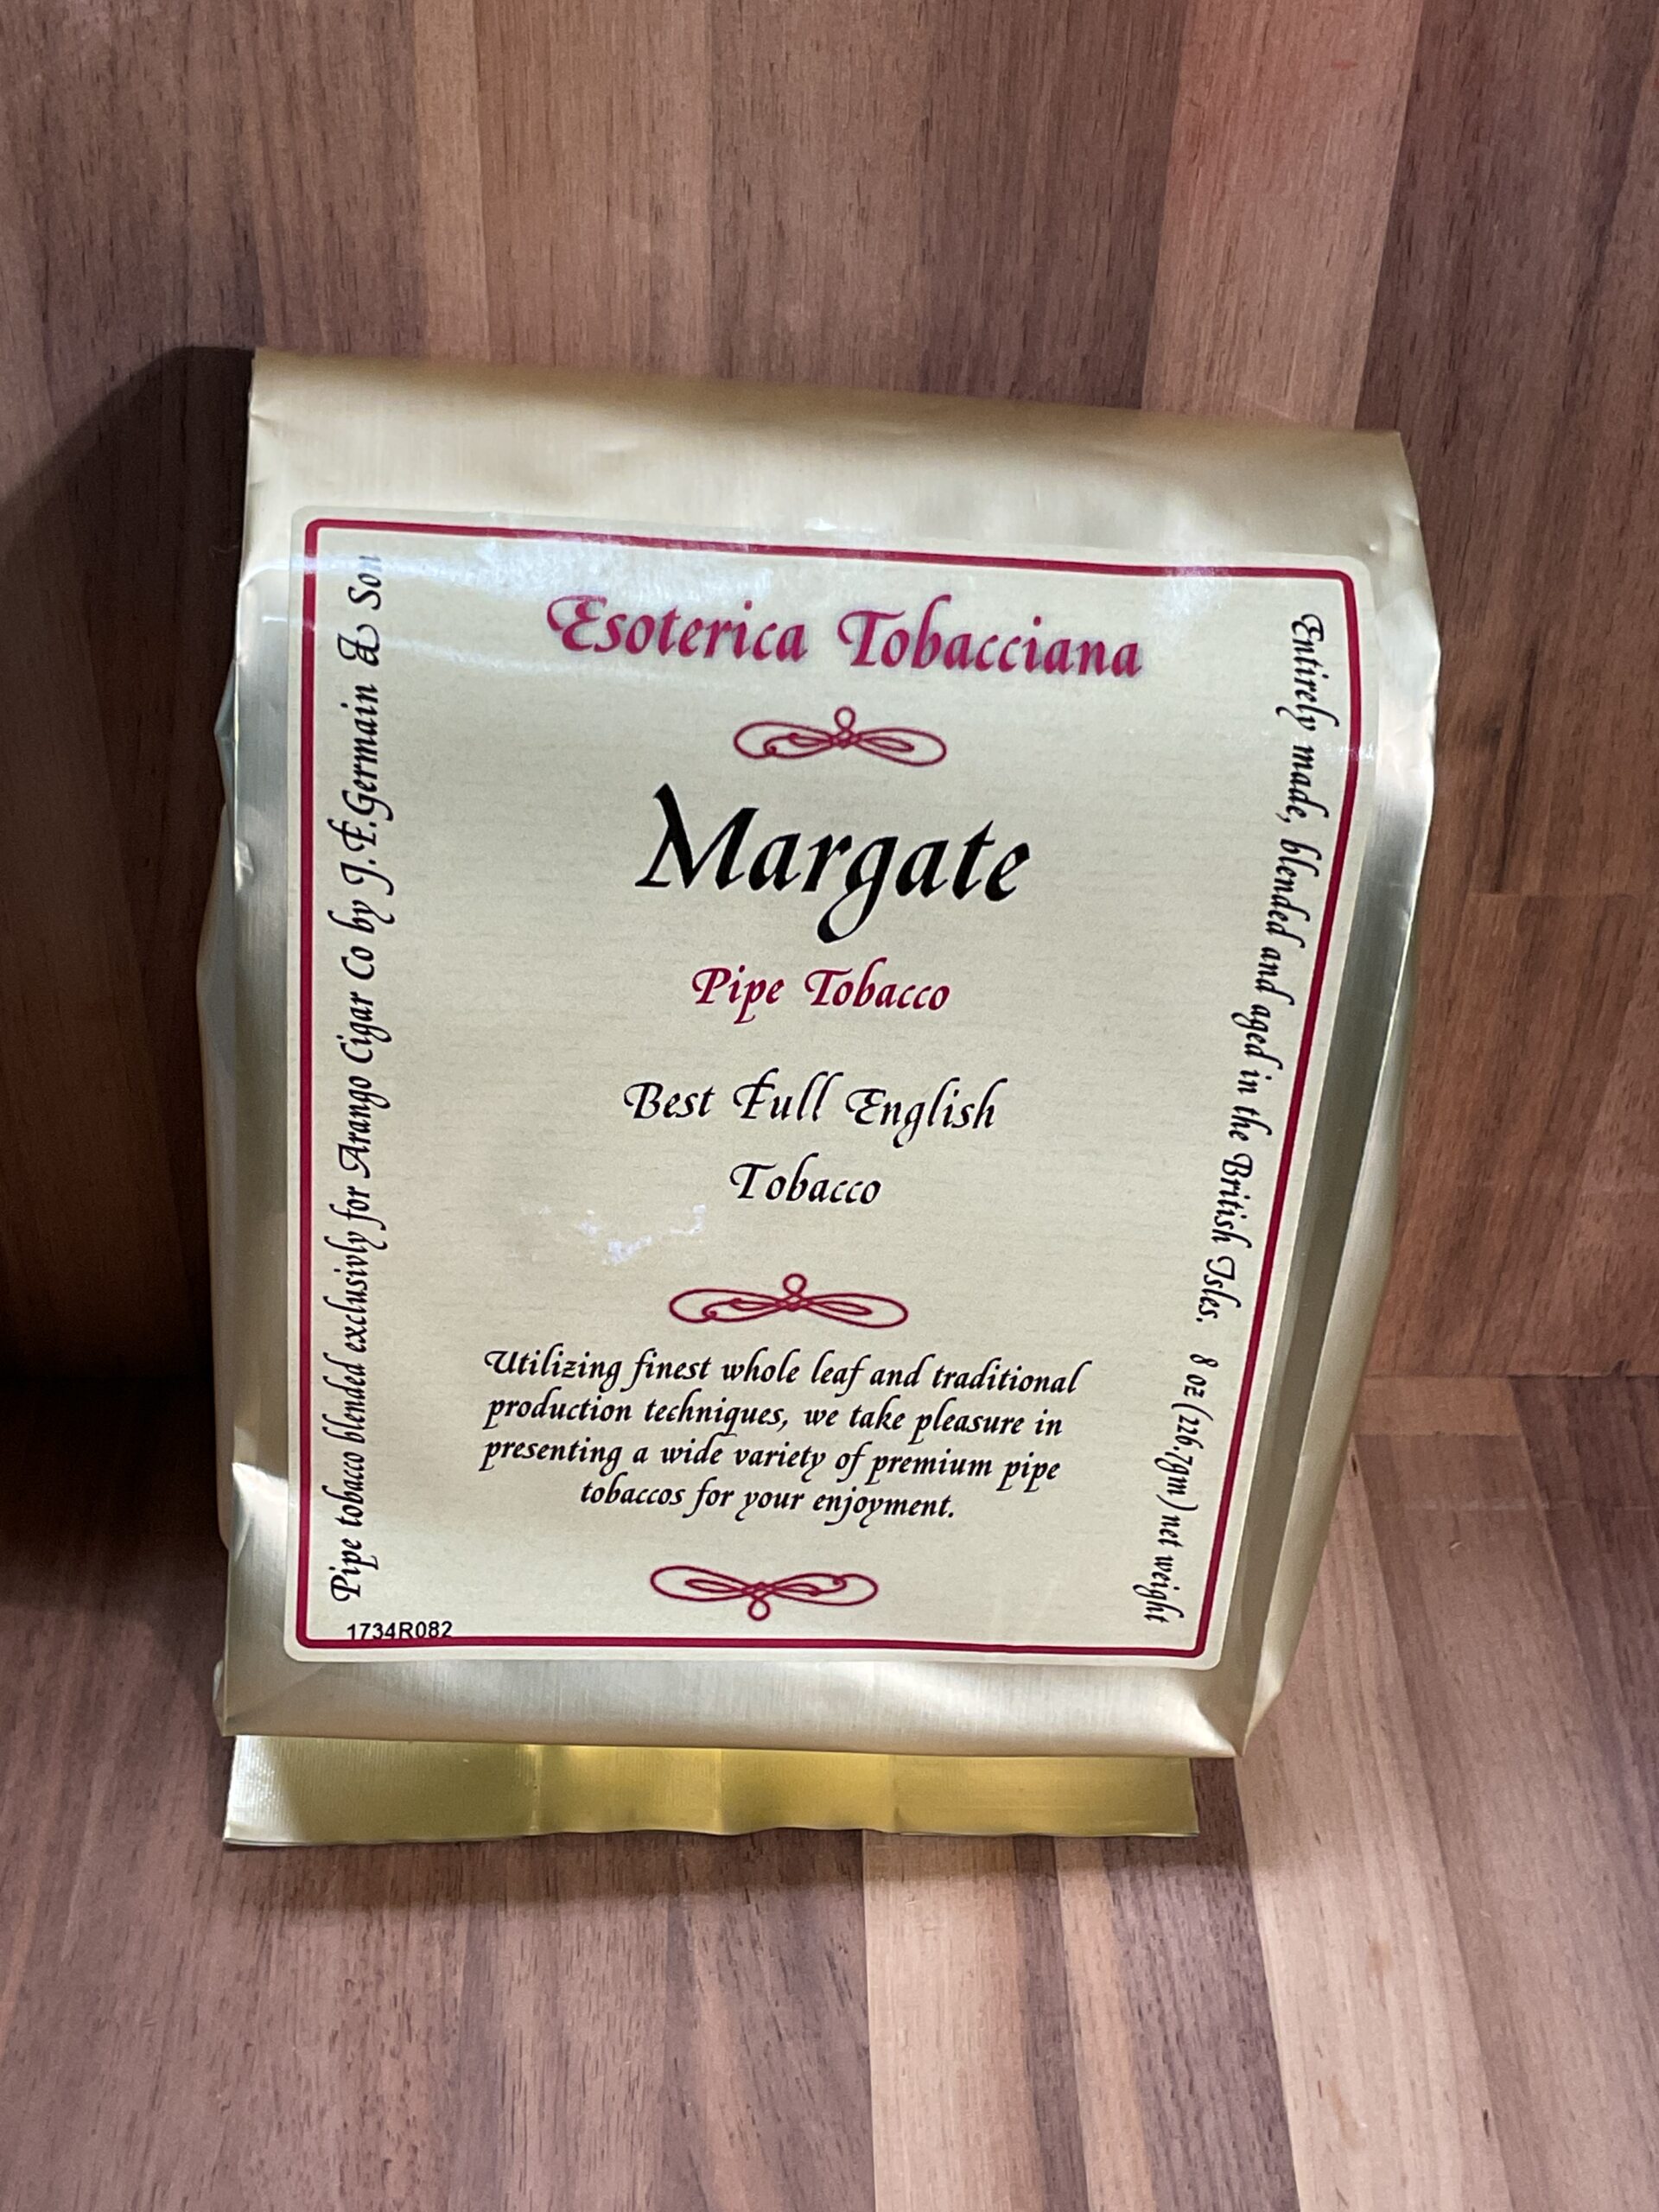 Esoterica Tobacciana
Margate
Pipe Tobacco
Best Full English
Tobacco
Utilizing finest whole leaf and traditional
production techniques, we take pleasure in
presenting a wide variety of premium pipe
tobaccos for your enjoyment.
Pipe tobacco blended exclusivly for Arango Cigar Co by J.F.Germain & Son
Entirely made, blended and aged in the British Isles. 8 oz (226.7gm) net weight
1734R082